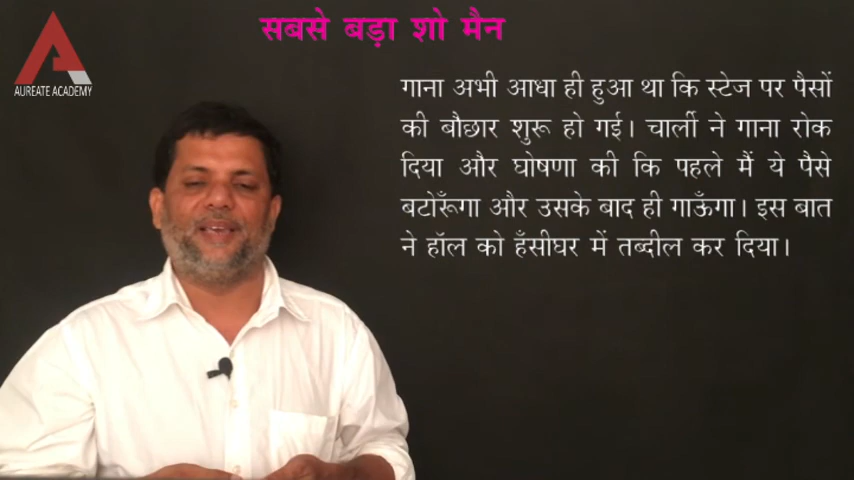 सबसे बड़ा शो मैन
AUREATE ACADEMY
गाना अभी आधा ही हुआ था कि स्टेज पर पैसों
की बौछार शुरू हो गई। चार्ली ने गाना रोक
दिया और घोषणा की कि पहले मैं ये पैसे
बटोरूँगा और उसके बाद ही गाऊँगा। इस बात
ने हॉल को हँसीघर में तब्दील कर दिया।